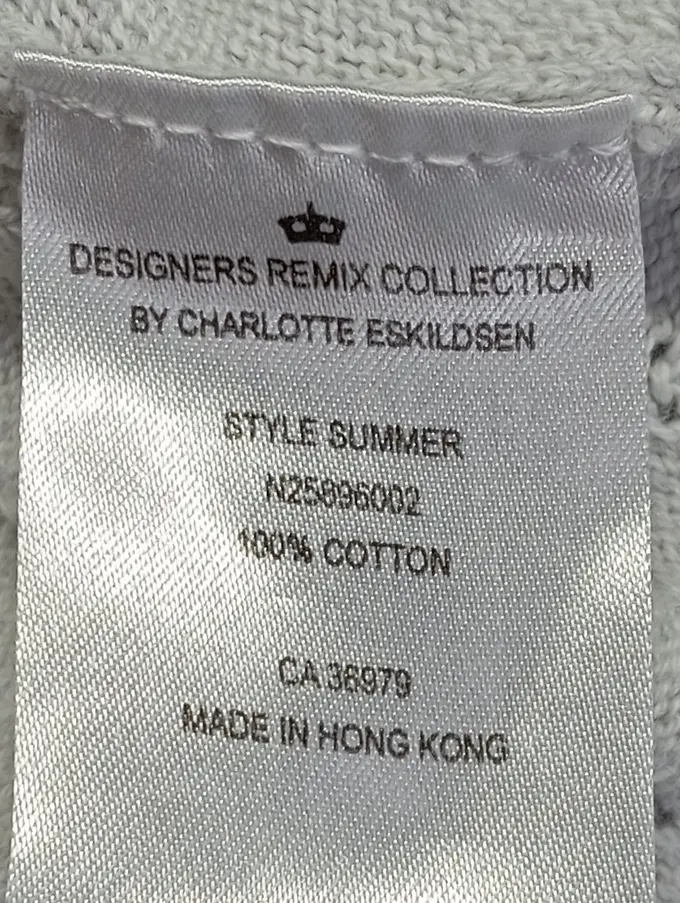 DESIGNERS REMIX COLLECTION
BY CHARLOTTE ESKILDSEN
STYLE SUMMER
N25896002
100% COTTON
CA 36979
MADE IN HONG KONG